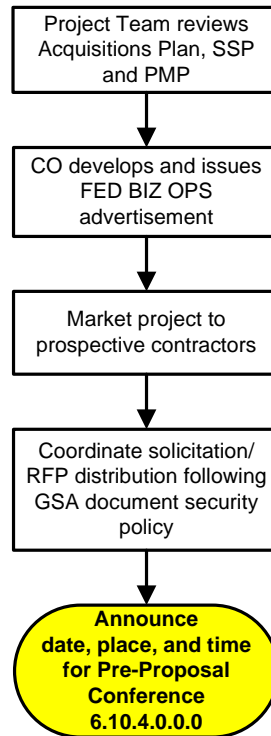 Project Team reviews
Acquisitions Plan, SSP
and PMP
CO develops and issues
FED BIZ OPS
advertisement
Market project to
prospective contractors
Coordinate solicitation/
RFP distribution following
GSA document security
policy
Announce
date, place, and time
for Pre-Proposal
Conference
6.10.4.0.0.0